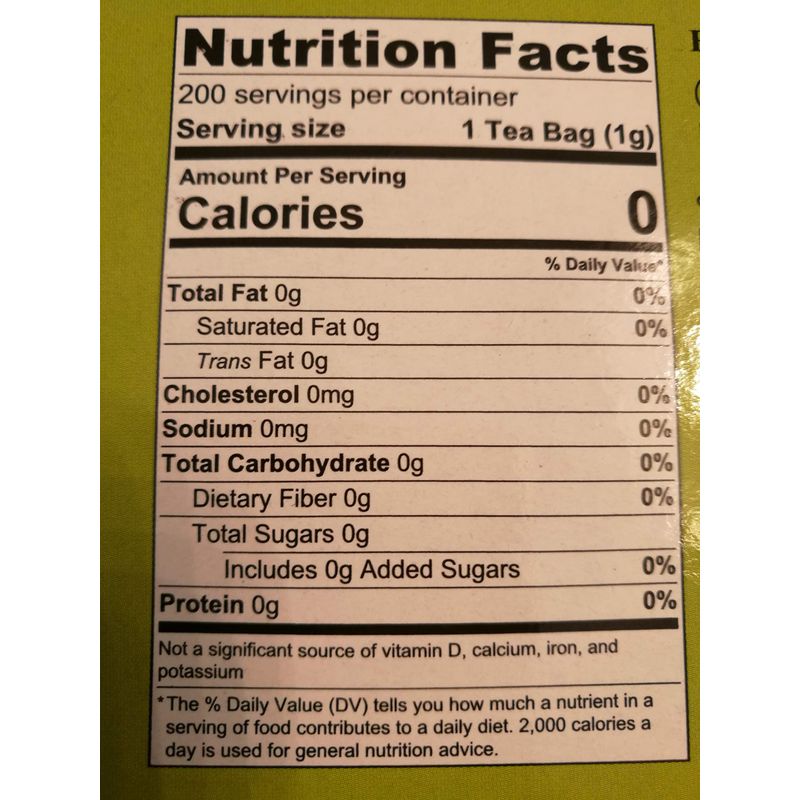 Nutrition Facts
200 servings per container
Serving size 1 Tea Bag (1g)
Amount Per Serving
Calories 0
% Daily Value*
Total Fat 0g 0%
Saturated Fat 0g 0%
Trans Fat 0g
Cholesterol 0mg 0%
Sodium 0mg 0%
Total Carbohydrate 0g 0%
Dietary Fiber 0g 0%
Total Sugars 0g
Includes 0g Added Sugars 0%
Protein 0g 0%
Not a significant source of vitamin D, calcium, iron, and
potassium
*The % Daily Value (DV) tells you how much a nutrient in a
serving of food contributes to a daily diet. 2,000 calories a
day is used for general nutrition advice.